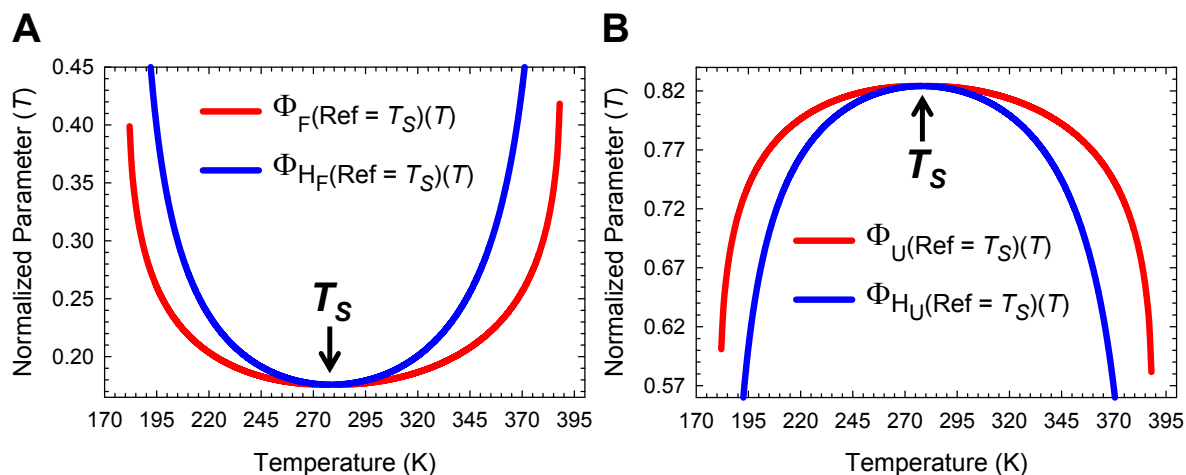 A
Normalized Parameter (T)
0.45
0.40
0.35
0.30
0.25
0.20
ΦF(Ref = TS)(T)
ΦHF(Ref = TS)(T)
TS
170 195 220 245 270 295 320 345 370 395
Temperature (K)
B
Normalized Parameter (T)
0.82
0.77
0.72
0.67
0.62
0.57
TS
ΦU(Ref = TS)(T)
ΦHU(Ref = TS)(T)
170 195 220 245 270 295 320 345 370 395
Temperature (K)